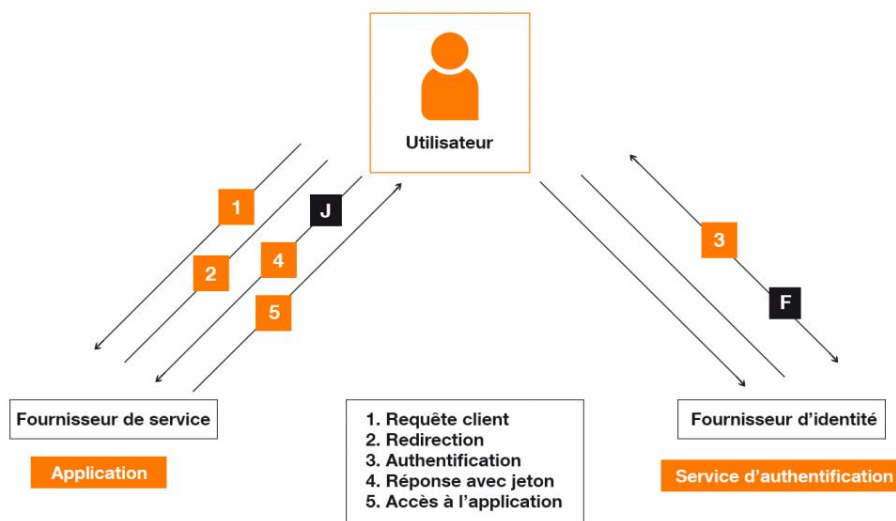 Utilisateur
1
J
2
4
5
3
F
Fournisseur de service
Application
1. Requête client
2. Redirection
3. Authentification
4. Réponse avec jeton
5. Accès à l'application
Fournisseur d'identité
Service d'authentification